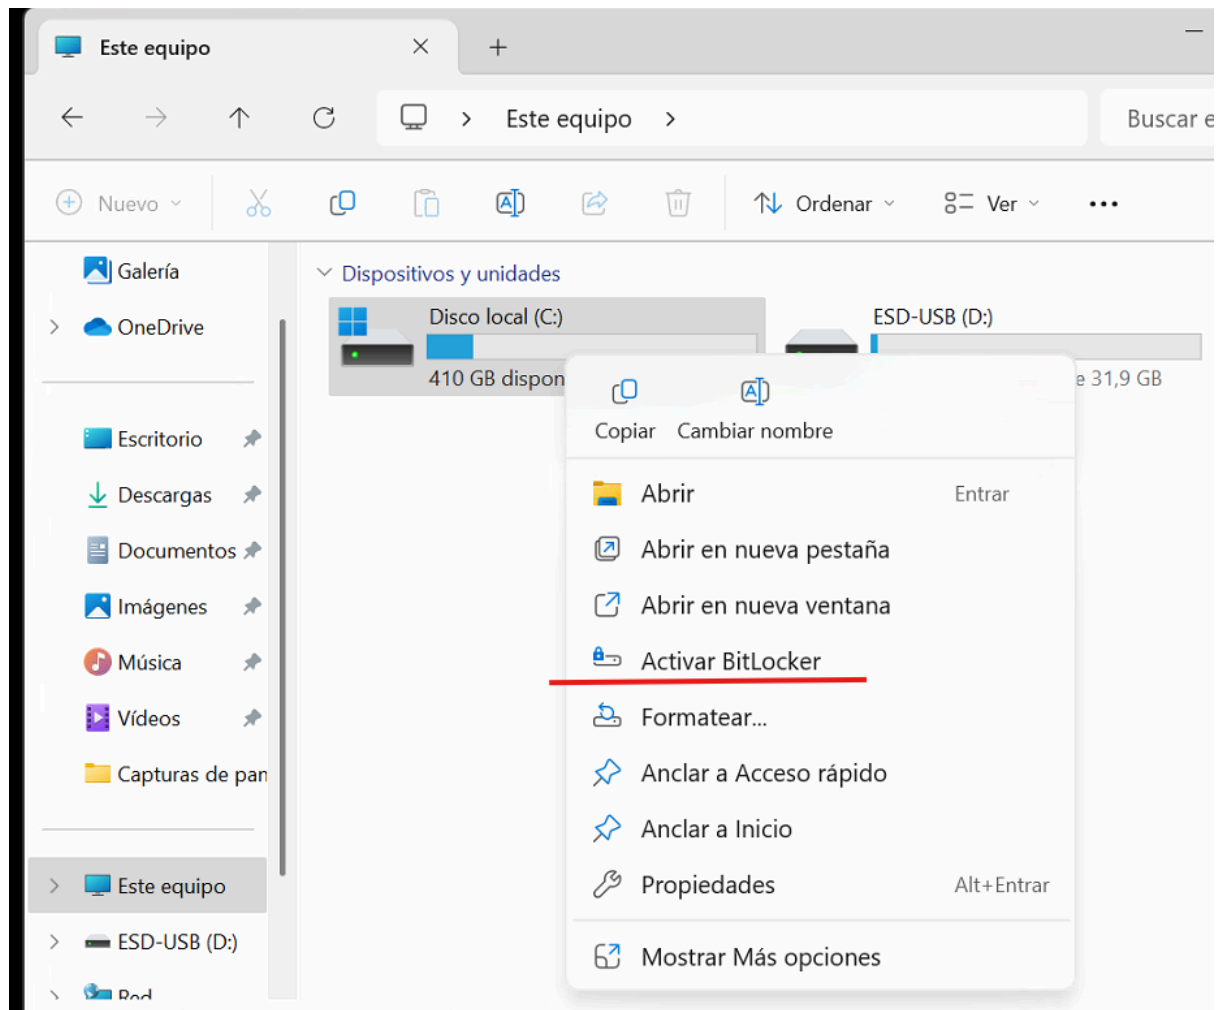 Este equipo
Este equipo
Buscar e
Nuevo
Ordenar
Ver
Galería
OneDrive
Escritorio
Descargas
Documentos
Imágenes
Música
Vídeos
Capturas de pan
Este equipo
ESD-USB (D:)
Red
Dispositivos y unidades
Disco local (C:)
410 GB dispon
ESD-USB (D:)
e 31,9 GB
Copiar
Cambiar nombre
Abrir Entrar
Abrir en nueva pestaña
Abrir en nueva ventana
Activar BitLocker
Formatear...
Anclar a Acceso rápido
Anclar a Inicio
Propiedades Alt+Entrar
Mostrar Más opciones